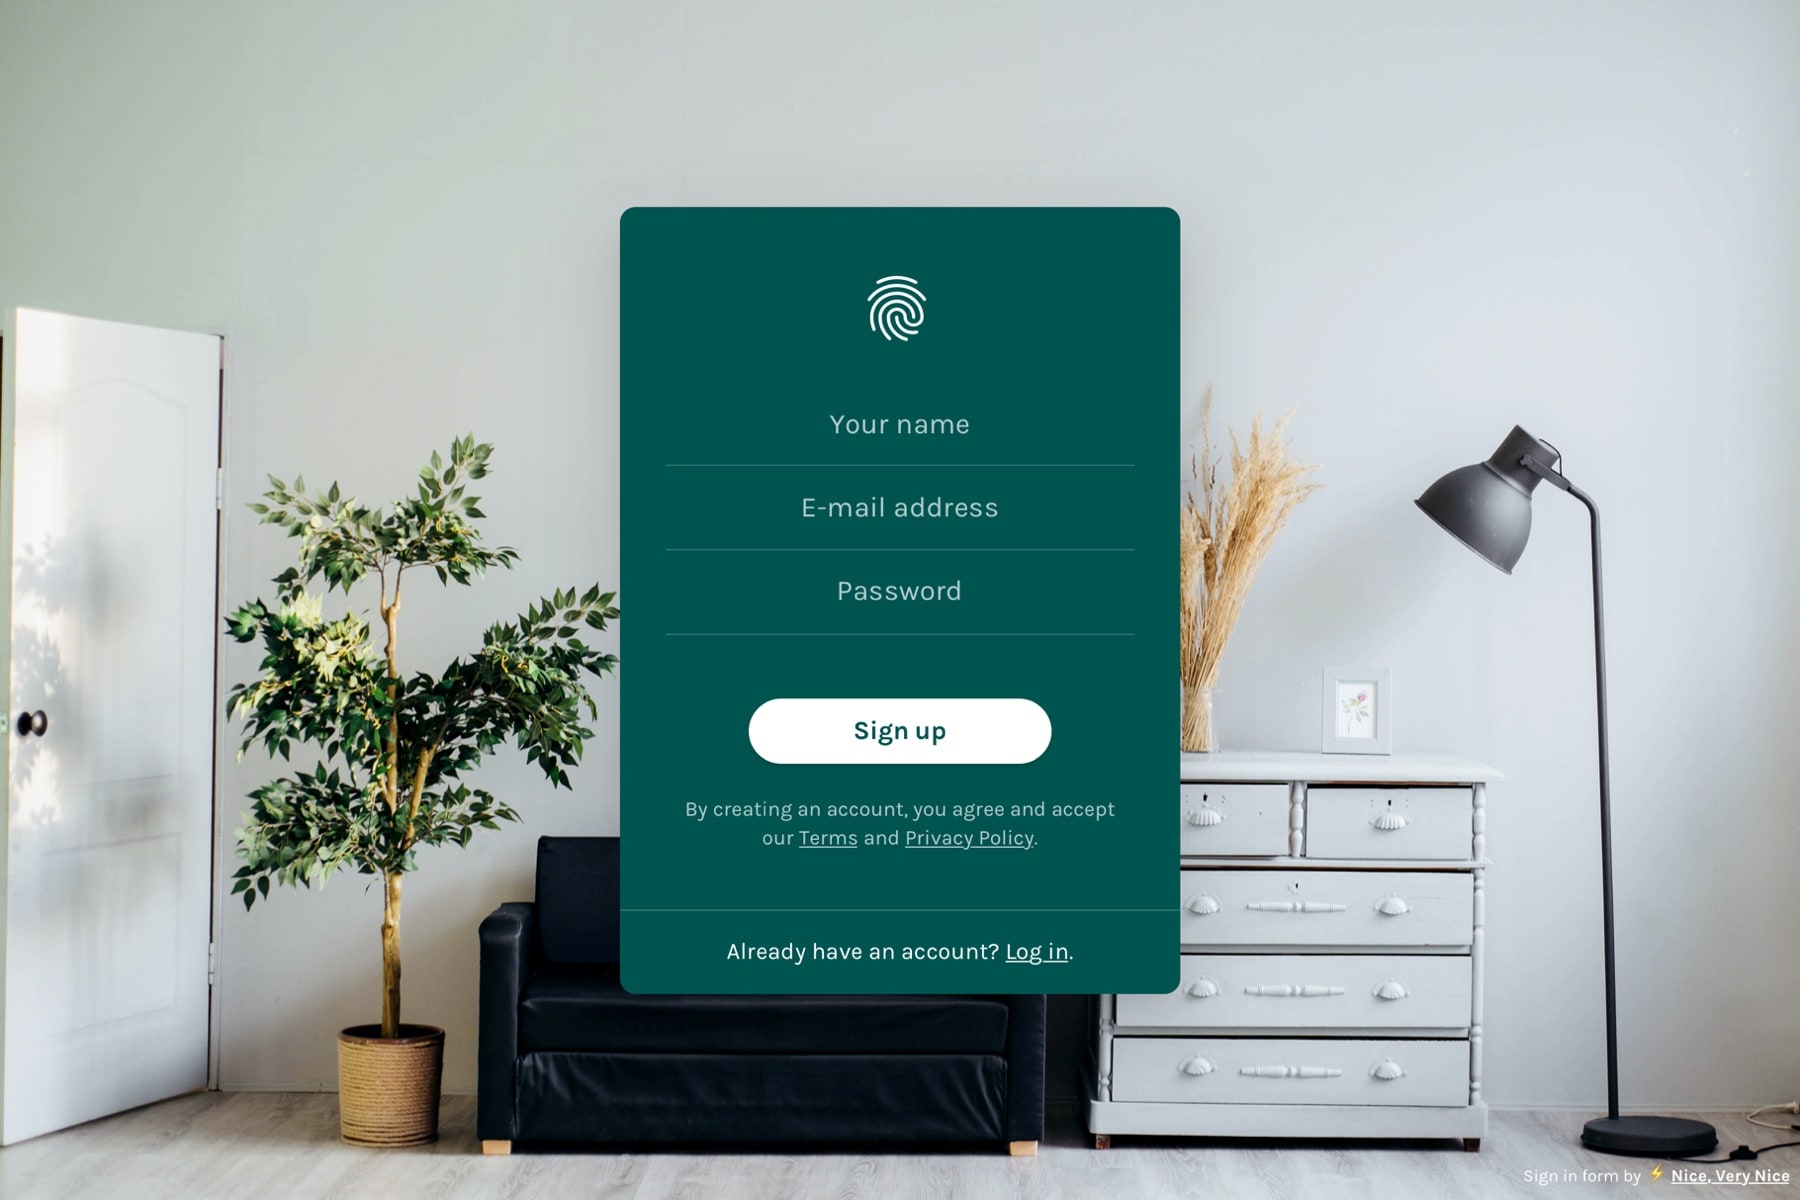 Your name
E-mail address
Password
Sign up
By creating an account, you agree and accept
our Terms and Privacy Policy.
Already have an account? Log in.
Sign in form by ⚡ Nice, Very Nice